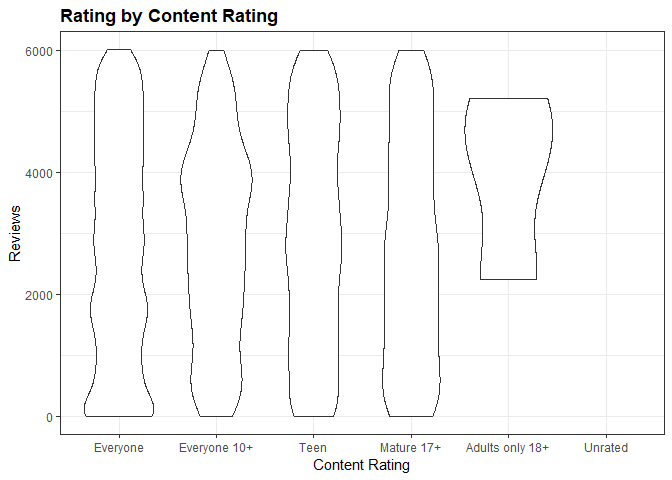 Rating by Content Rating
6000
4000
2000
0
Reviews
Everyone Everyone 10+ Teen Mature 17+ Adults only 18+ Unrated
Content Rating